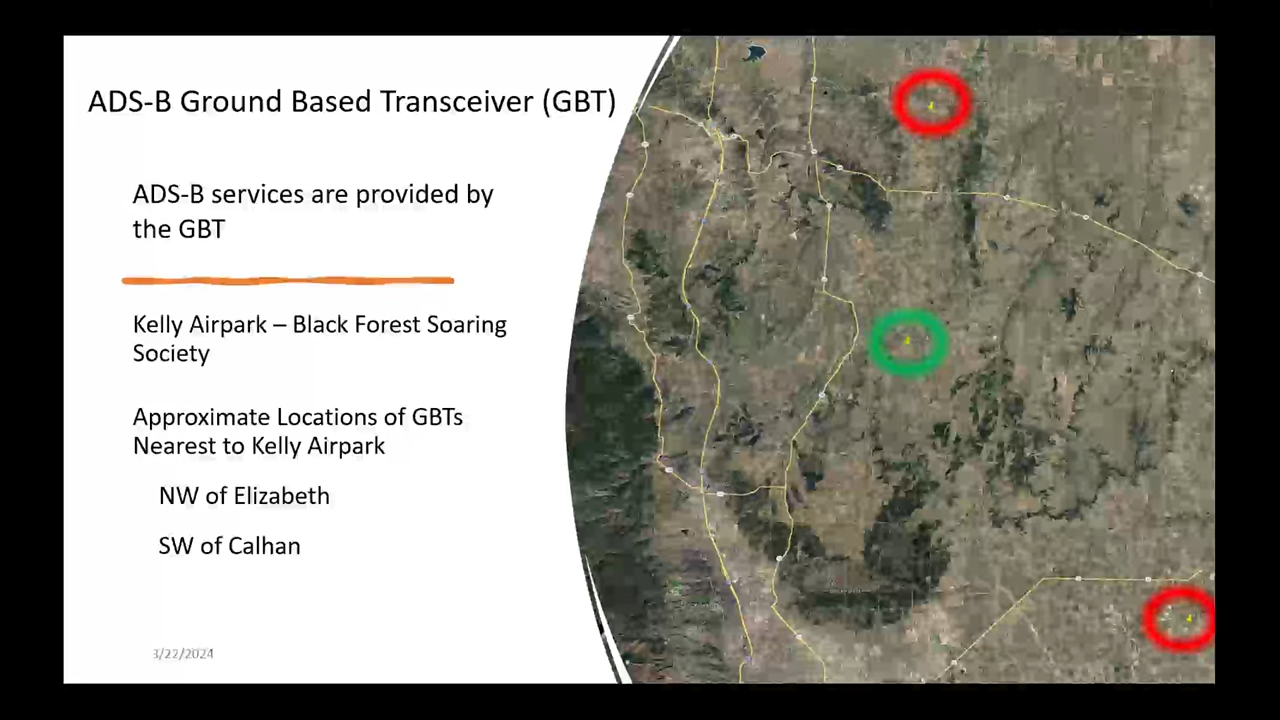 ADS-B Ground Based Transceiver (GBT)
ADS-B services are provided by
the GBT
Kelly Airpark – Black Forest Soaring
Society
Approximate Locations of GBTs
Nearest to Kelly Airpark
NW of Elizabeth
SW of Calhan
3/22/2024